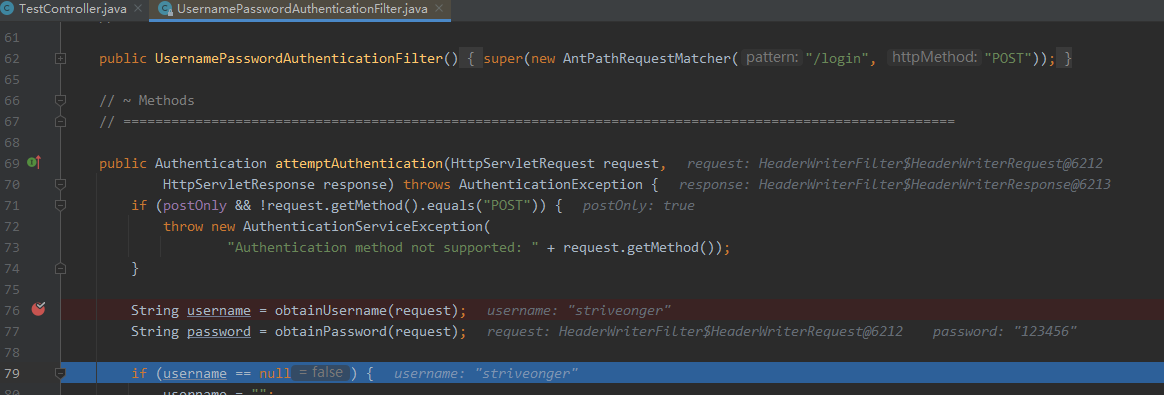 TestController.java × UsernamePasswordAuthenticationFilter.java ×
61
62 public UsernamePasswordAuthenticationFilter() { super(new AntPathRequestMatcher( pattern: "/login", httpMethod: "POST")); }
65
66 // ~ Methods
67 // ========================================================================================================
68
69 public Authentication attemptAuthentication(HttpServletRequest request, request: HeaderWriterFilter$HeaderWriterRequest@6212
70 HttpServletResponse response) throws AuthenticationException { response: HeaderWriterFilter$HeaderWriterResponse@6213
71 if (postOnly && !request.getMethod().equals("POST")) { postOnly: true
72 throw new AuthenticationServiceException(
73 "Authentication method not supported: " + request.getMethod());
74 }
75
76 String username = obtainUsername(request); username: "striveonger"
77 String password = obtainPassword(request); request: HeaderWriterFilter$HeaderWriterRequest@6212 password: "123456"
78
79 if (username == null = false ) { username: "striveonger"
80 username = "";